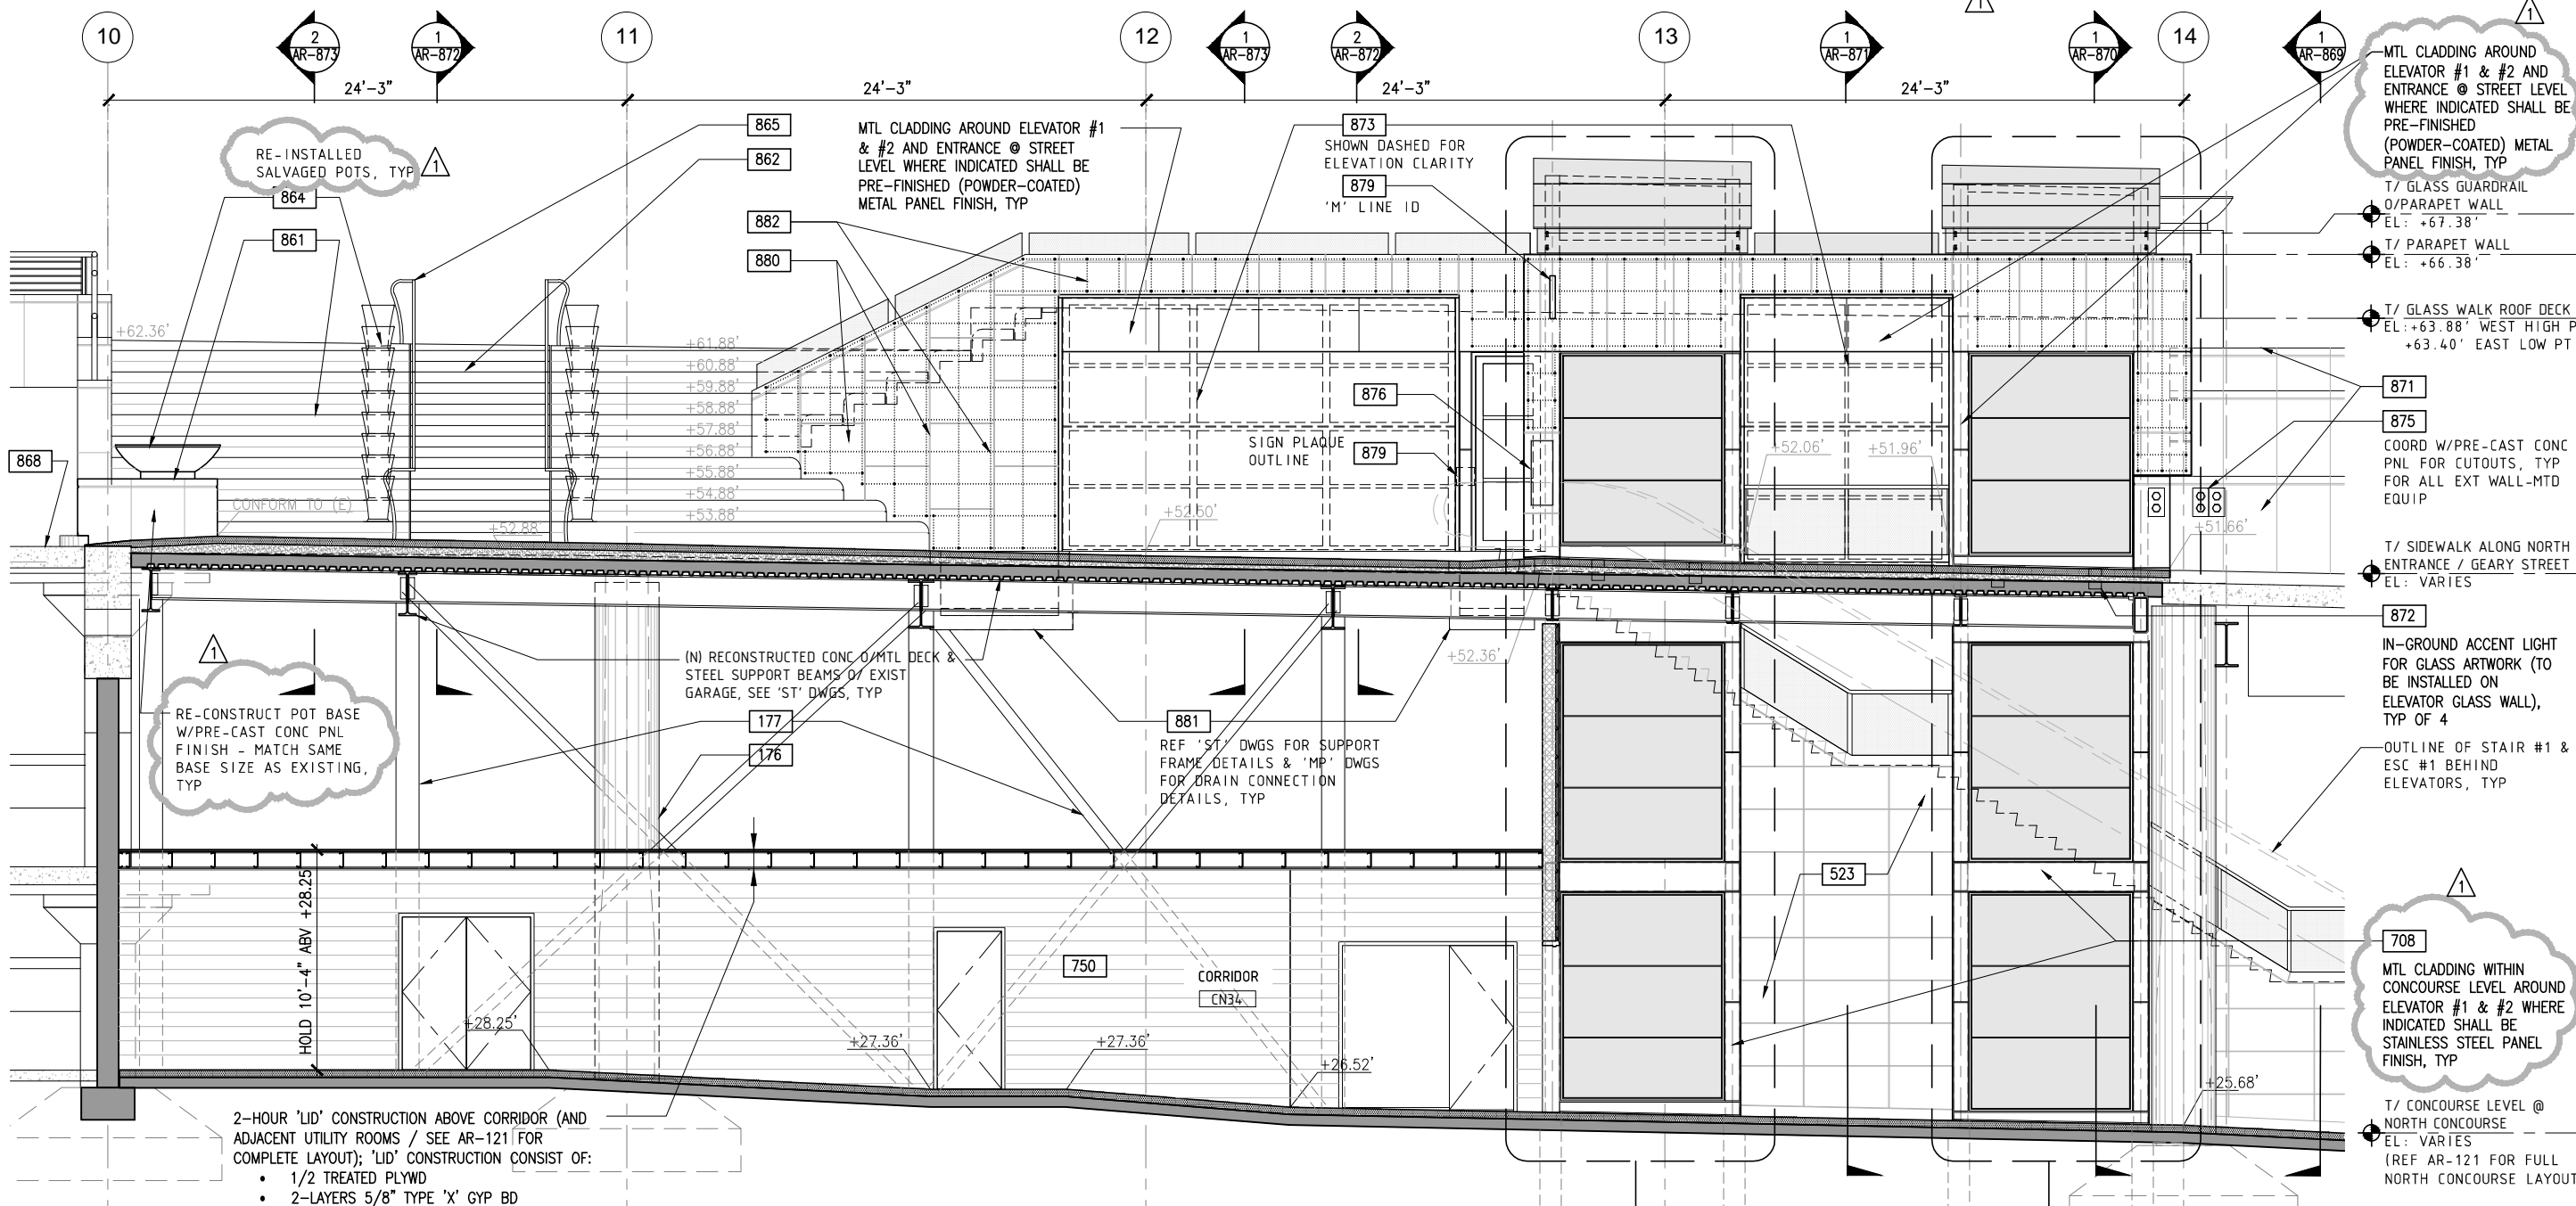 10
2
AR-873
1
AR-872
11
12
1
AR-873
2
AR-872
13
1
AR-871
1
AR-870
14
1
AR-869
1
1
24'-3"
24'-3"
24'-3"
24'-3"
MTL CLADDING AROUND
ELEVATOR #1 & #2 AND
ENTRANCE @ STREET LEVEL
WHERE INDICATED SHALL BE
PRE-FINISHED
(POWDER-COATED) METAL
PANEL FINISH, TYP
RE-INSTALLED
SALVAGED POTS, TYP
1
864
861
865
862
882
880
MTL CLADDING AROUND ELEVATOR #1
& #2 AND ENTRANCE @ STREET
LEVEL WHERE INDICATED SHALL BE
PRE-FINISHED (POWDER-COATED)
METAL PANEL FINISH, TYP
873
SHOWN DASHED FOR
ELEVATION CLARITY
879
'M' LINE ID
T/ GLASS GUARDRAIL
O/PARAPET WALL
EL: +67.38'
T/ PARAPET WALL
EL: +66.38'
T/ GLASS WALK ROOF DECK
EL:+63.88' WEST HIGH P
+63.40' EAST LOW PT
871
875
COORD W/PRE-CAST CONC
PNL FOR CUTOUTS, TYP
FOR ALL EXT WALL-MTD
EQUIP
+62.36'
+61.88'
+60.88'
+59.88'
+58.88'
+57.88'
+56.88'
+55.88'
+54.88'
+53.88'
+52.88'
868
CONFORM TO (E)
876
SIGN PLAQUE
OUTLINE
879
+52.50'
+52.06'
+51.96'
+51.66'
T/ SIDEWALK ALONG NORTH
ENTRANCE / GEARY STREET
EL: VARIES
872
IN-GROUND ACCENT LIGHT
FOR GLASS ARTWORK (TO
BE INSTALLED ON
ELEVATOR GLASS WALL),
TYP OF 4
OUTLINE OF STAIR #1 &
ESC #1 BEHIND
ELEVATORS, TYP
1
RE-CONSTRUCT POT BASE
W/PRE-CAST CONC PNL
FINISH - MATCH SAME
BASE SIZE AS EXISTING,
TYP
(N) RECONSTRUCTED CONC O/MTL DECK &
STEEL SUPPORT BEAMS O/ EXIST
GARAGE, SEE 'ST' DWGS, TYP
177
176
881
REF 'ST' DWGS FOR SUPPORT
FRAME DETAILS & 'MP' DWGS
FOR DRAIN CONNECTION
DETAILS, TYP
+52.36'
523
1
708
MTL CLADDING WITHIN
CONCOURSE LEVEL AROUND
ELEVATOR #1 & #2 WHERE
INDICATED SHALL BE
STAINLESS STEEL PANEL
FINISH, TYP
HOLD 10'-4" ABV +28.25'
750
CORRIDOR
CN34
+28.25'
+27.36'
+27.36'
+26.52'
+25.68'
T/ CONCOURSE LEVEL @
NORTH CONCOURSE
EL: VARIES
(REF AR-121 FOR FULL
NORTH CONCOURSE LAYOUT
2-HOUR 'LID' CONSTRUCTION ABOVE CORRIDOR (AND
ADJACENT UTILITY ROOMS / SEE AR-121 FOR
COMPLETE LAYOUT); 'LID' CONSTRUCTION CONSIST OF:
• 1/2 TREATED PLYWD
• 2-LAYERS 5/8" TYPE 'X' GYP BD